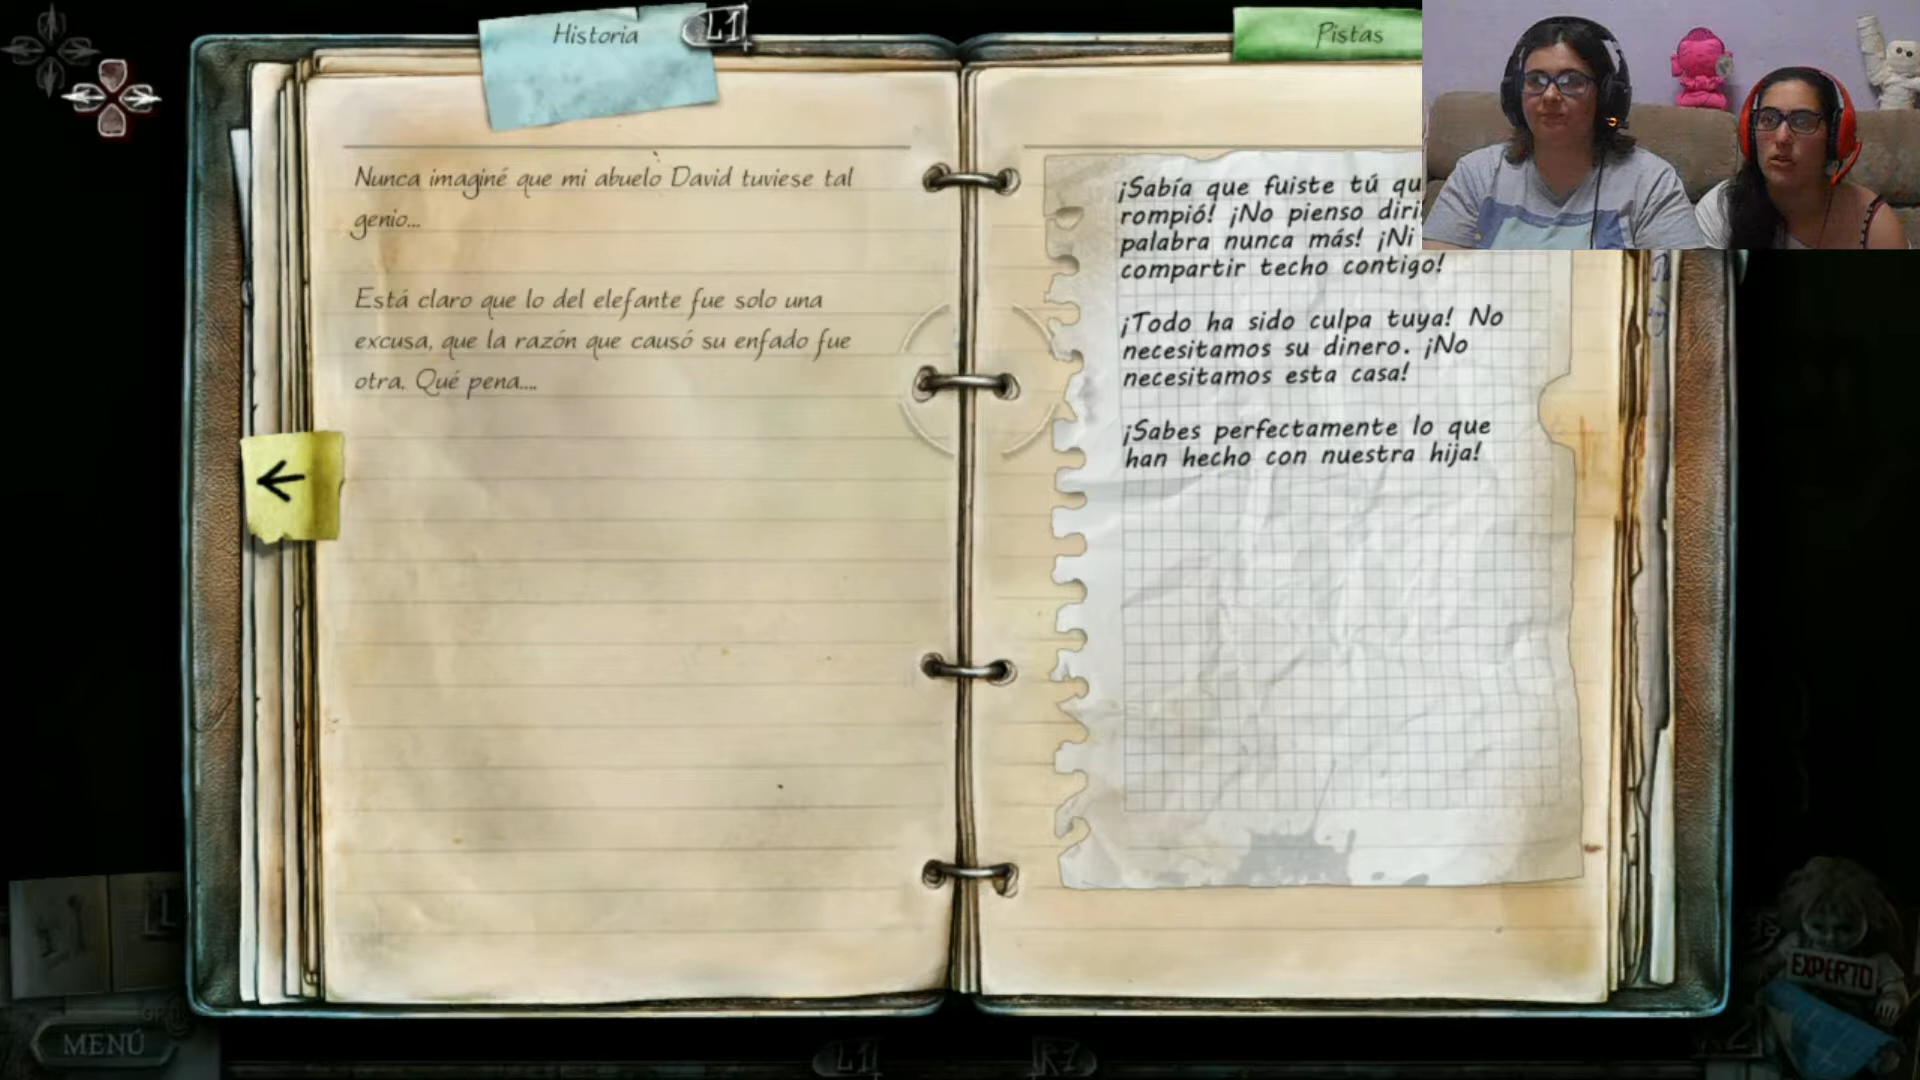 Historia
L1
Pistas
Nunca imaginé que mi abuelo David tuviese tal
genio...
Está claro que lo del elefante fue solo una
excusa, que la razón que causó su enfado fue
otra. Qué pena....
¡Sabía que fuiste tú
rompió! ¡No pienso
palabra nunca más! ¡Ni
compartir techo contigo!
¡Todo ha sido culpa tuya! No
necesitamos su dinero. ¡No
necesitamos esta casa!
¡Sabes perfectamente lo que
han hecho con nuestra hija!
EXPERTO
MENÚ
L1
R1
R2